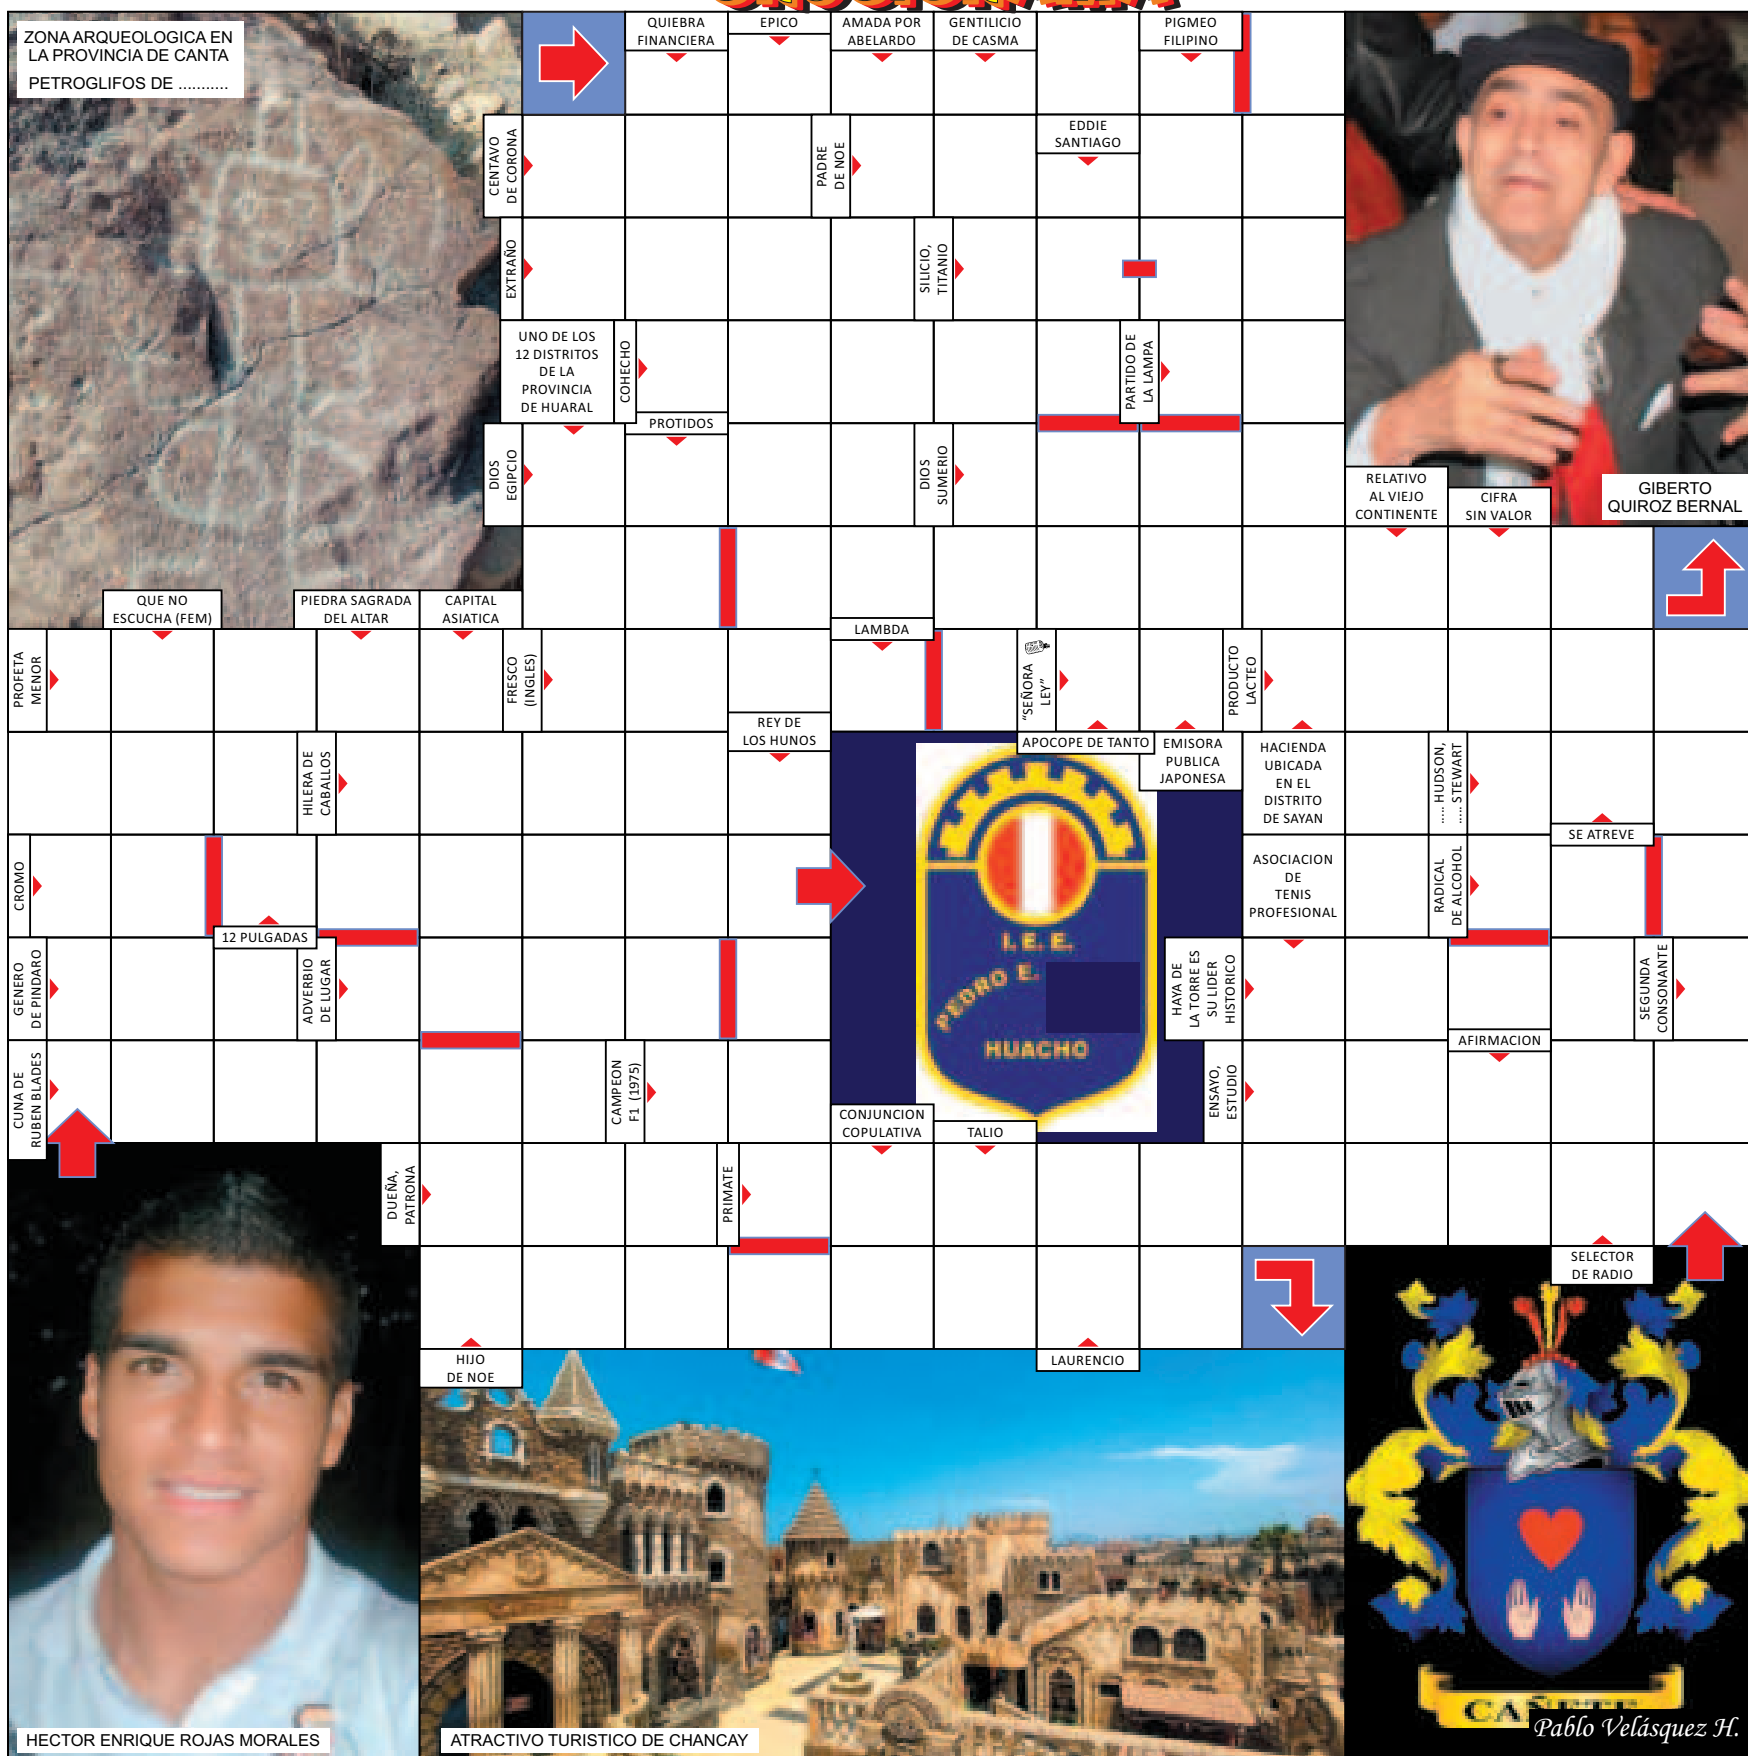 ZONA ARQUEOLOGICA EN
LA PROVINCIA DE CANTA
PETROGLIFOS DE ...........
QUIEBRA
FINANCIERA
EPICO
AMADA POR
ABELARDO
GENTILICIO
DE CASMA
PIGMEO
FILIPINO
CENTAVO
DE CORONA
PADRE
DE NOE
EDDIE
SANTIAGO
EXTRAÑO
SILICIO,
TITANIO
UNO DE LOS
12 DISTRITOS
DE LA
PROVINCIA
DE HUARAL
COHECHO
PARTIDO DE
LA LAMPA
PROTIDOS
DIOS
EGIPCIO
DIOS
SUMERIO
RELATIVO
AL VIEJO
CONTINENTE
CIFRA
SIN VALOR
GIBERTO
QUIROZ BERNAL
QUE NO
ESCUCHA (FEM)
PIEDRA SAGRADA
DEL ALTAR
CAPITAL
ASIATICA
LAMBDA
PROFETA
MENOR
FRESCO
(INGLES)
"SEÑORA
LEY"
PRODUCTO
LACTEO
REY DE
LOS HUNOS
APOCOPE DE TANTO
EMISORA
PUBLICA
JAPONESA
HACIENDA
UBICADA
EN EL
DISTRITO
DE SAYAN
HILERA DE
CABALLOS
..... HUDSON,
..... STEWART
SE ATREVE
CROMO
ASOCIACION
DE
TENIS
PROFESIONAL
RADICAL
DE ALCOHOL
12 PULGADAS
GENERO
DE PINDARO
ADVERBIO
DE LUGAR
I. E. E.
PEDRO E.
HUACHO
HAYA DE
LA TORRE ES
SU LIDER
HISTORICO
SEGUNDA
CONSONANTE
AFIRMACION
CUNA DE
RUBEN BLADES
CAMPEON
F1 (1975)
ENSAYO,
ESTUDIO
CONJUNCION
COPULATIVA
TALIO
DUEÑA,
PATRONA
PRIMATE
SELECTOR
DE RADIO
HIJO
DE NOE
LAURENCIO
HECTOR ENRIQUE ROJAS MORALES
ATRACTIVO TURISTICO DE CHANCAY
CA
Pablo Velásquez H.